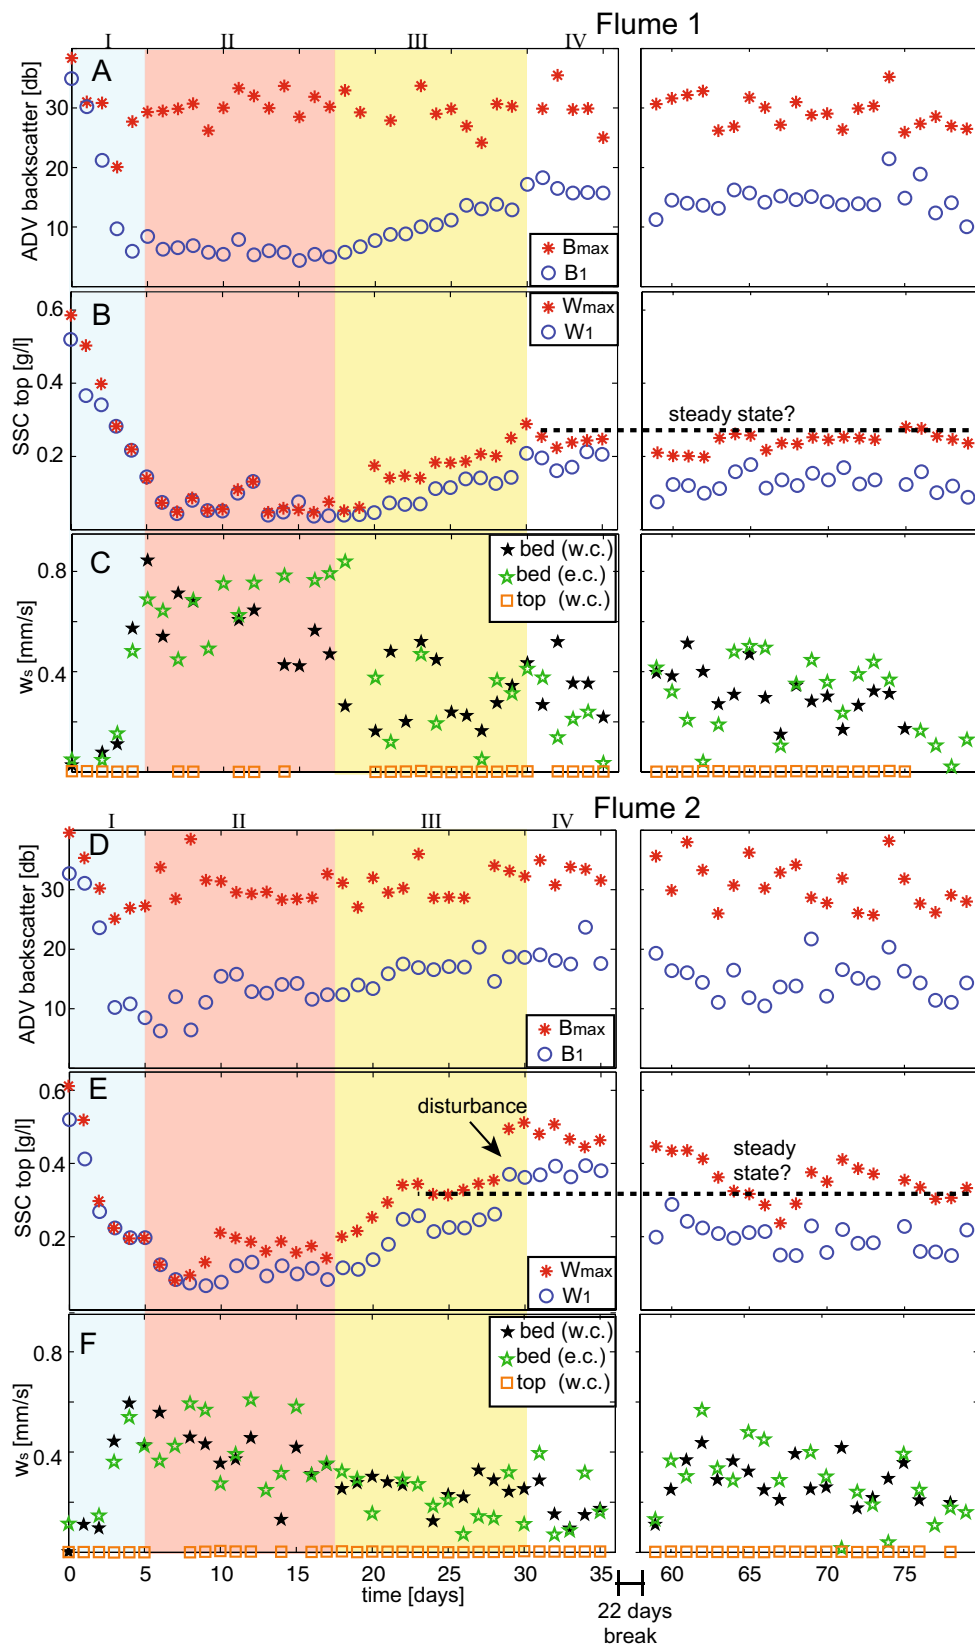 Flume 1
I II III IV
A
ADV backscatter [db]
30
20
10
Bmax
B1
B
SSC top [g/l]
0.6
0.4
0.2
Wmax
W1
steady state?
C
ws [mm/s]
0.8
0.4
bed (w.c.)
bed (e.c.)
top (w.c.)
Flume 2
I II III IV
D
ADV backscatter [db]
30
20
10
Bmax
B1
E
SSC top [g/l]
0.6
0.4
0.2
disturbance
steady
state?
Wmax
W1
F
ws [mm/s]
0.8
0.4
bed (w.c.)
bed (e.c.)
top (w.c.)
0 5 10 15 20 25 30 35 60 65 70 75
time [days]
22 days
break